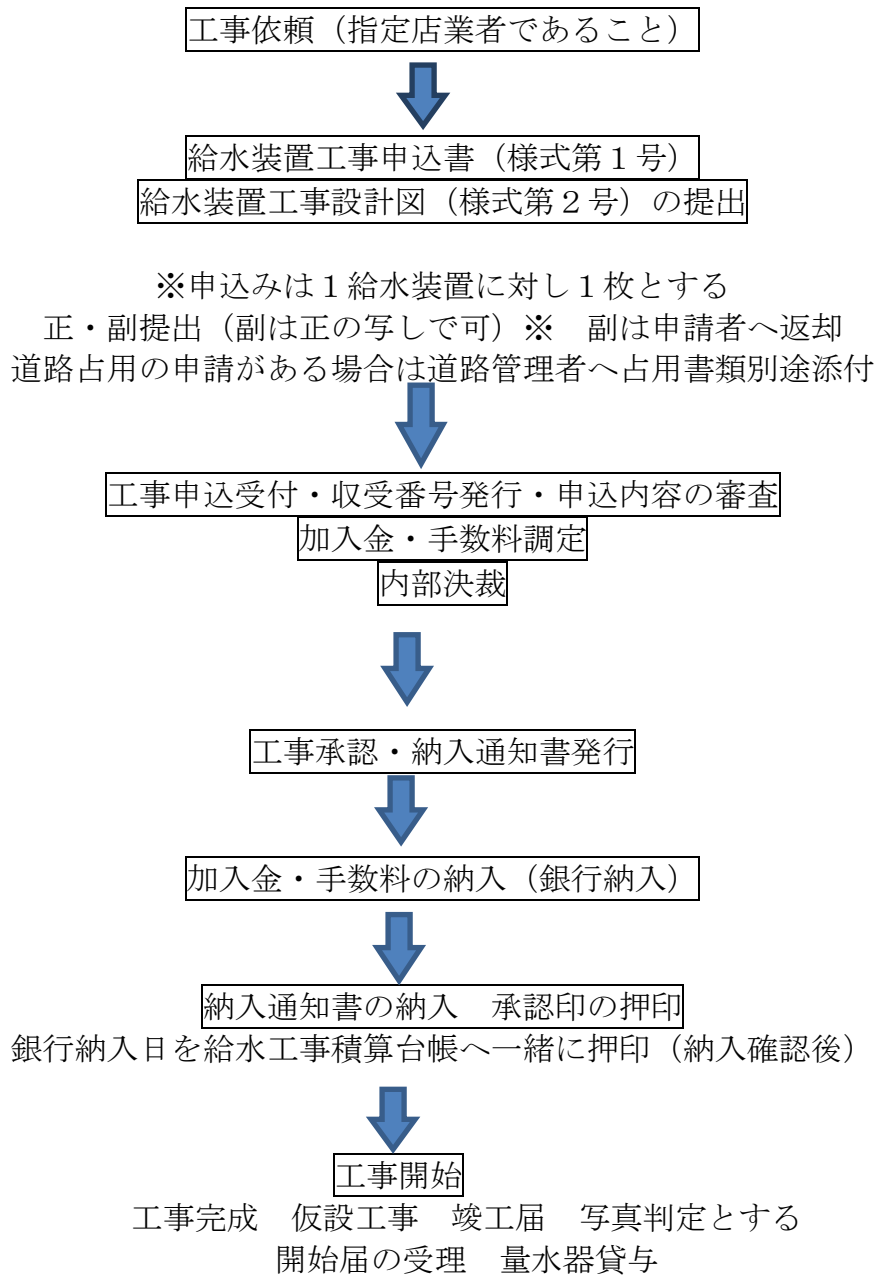 工事依頼（指定店業者であること）
給水装置工事申込書（様式第１号）
給水装置工事設計図（様式第２号）の提出
※申込みは１給水装置に対し１枚とする
正・副提出（副は正の写しで可）※　副は申請者へ返却
道路占用の申請がある場合は道路管理者へ占用書類別途添付
工事申込受付・収受番号発行・申込内容の審査
加入金・手数料調定
内部決裁
工事承認・納入通知書発行
加入金・手数料の納入（銀行納入）
納入通知書の納入　承認印の押印
銀行納入日を給水工事積算台帳へ一緒に押印（納入確認後）
工事開始
工事完成　仮設工事　竣工届　写真判定とする
開始届の受理　量水器貸与